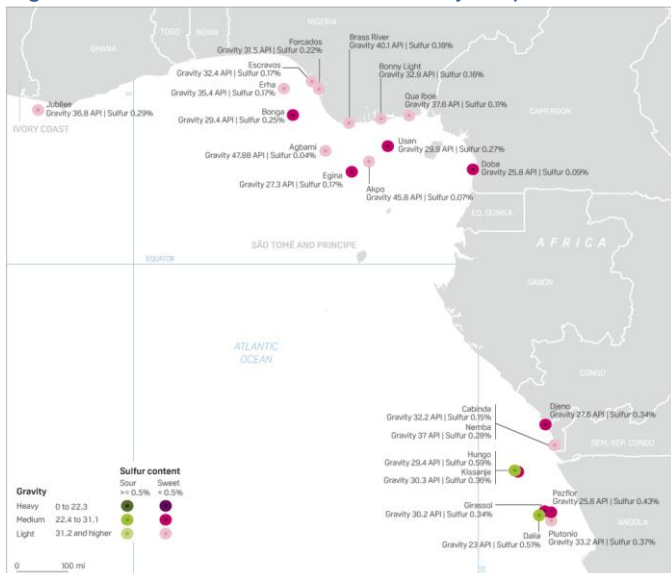 GHANA
TOGO
BENIN
NIGERIA
Forcados
Gravity 31.5 API | Sulfur 0.22%
Brass River
Gravity 40.1 API | Sulfur 0.19%
Escravos
Gravity 32.4 API | Sulfur 0.17%
Bonny Light
Gravity 32.9 API | Sulfur 0.16%
Erha
Gravity 35.4 API | Sulfur 0.17%
Qua Iboe
Gravity 37.6 API | Sulfur 0.11%
Jubilee
Gravity 36.8 API | Sulfur 0.29%
IVORY COAST
Bonga
Gravity 29.4 API | Sulfur 0.25%
CAMEROON
Agbami
Gravity 47.88 API | Sulfur 0.04%
Usan
Gravity 29.9 API | Sulfur 0.27%
Doba
Gravity 25.8 API | Sulfur 0.09%
Egina
Gravity 27.3 API | Sulfur 0.17%
Akpo
Gravity 45.8 API | Sulfur 0.07%
EQ. GUINEA
SÃO TOMÉ AND PRINCIPE
AFRICA
EQUATOR
GABON
ATLANTIC
OCEAN
CONGO
Cabinda
Gravity 32.2 API | Sulfur 0.15%
Nemba
Gravity 37 API | Sulfur 0.28%
Djeno
Gravity 27.6 API | Sulfur 0.34%
DEM. REP. CONGO
Hungo
Gravity 29.4 API | Sulfur 0.59%
Kissanje
Gravity 30.3 API | Sulfur 0.36%
Girassol
Gravity 30.2 API | Sulfur 0.34%
Pazflor
Gravity 25.6 API | Sulfur 0.43%
ANGOLA
Dalia
Gravity 23 API | Sulfur 0.51%
Plutonio
Gravity 33.2 API | Sulfur 0.37%
Sulfur content
Gravity
Sour
>= 0.5%
Sweet
< 0.5%
Heavy 0 to 22.3
Medium 22.4 to 31.1
Light 31.2 and higher
0 100 mi